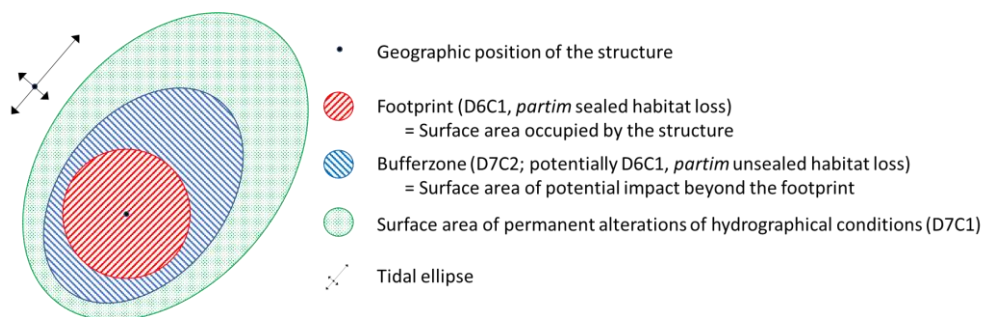 Geographic position of the structure
Footprint (D6C1, partim sealed habitat loss)
= Surface area occupied by the structure
Bufferzone (D7C2; potentially D6C1, partim unsealed habitat loss)
= Surface area of potential impact beyond the footprint
Surface area of permanent alterations of hydrographical conditions (D7C1)
Tidal ellipse